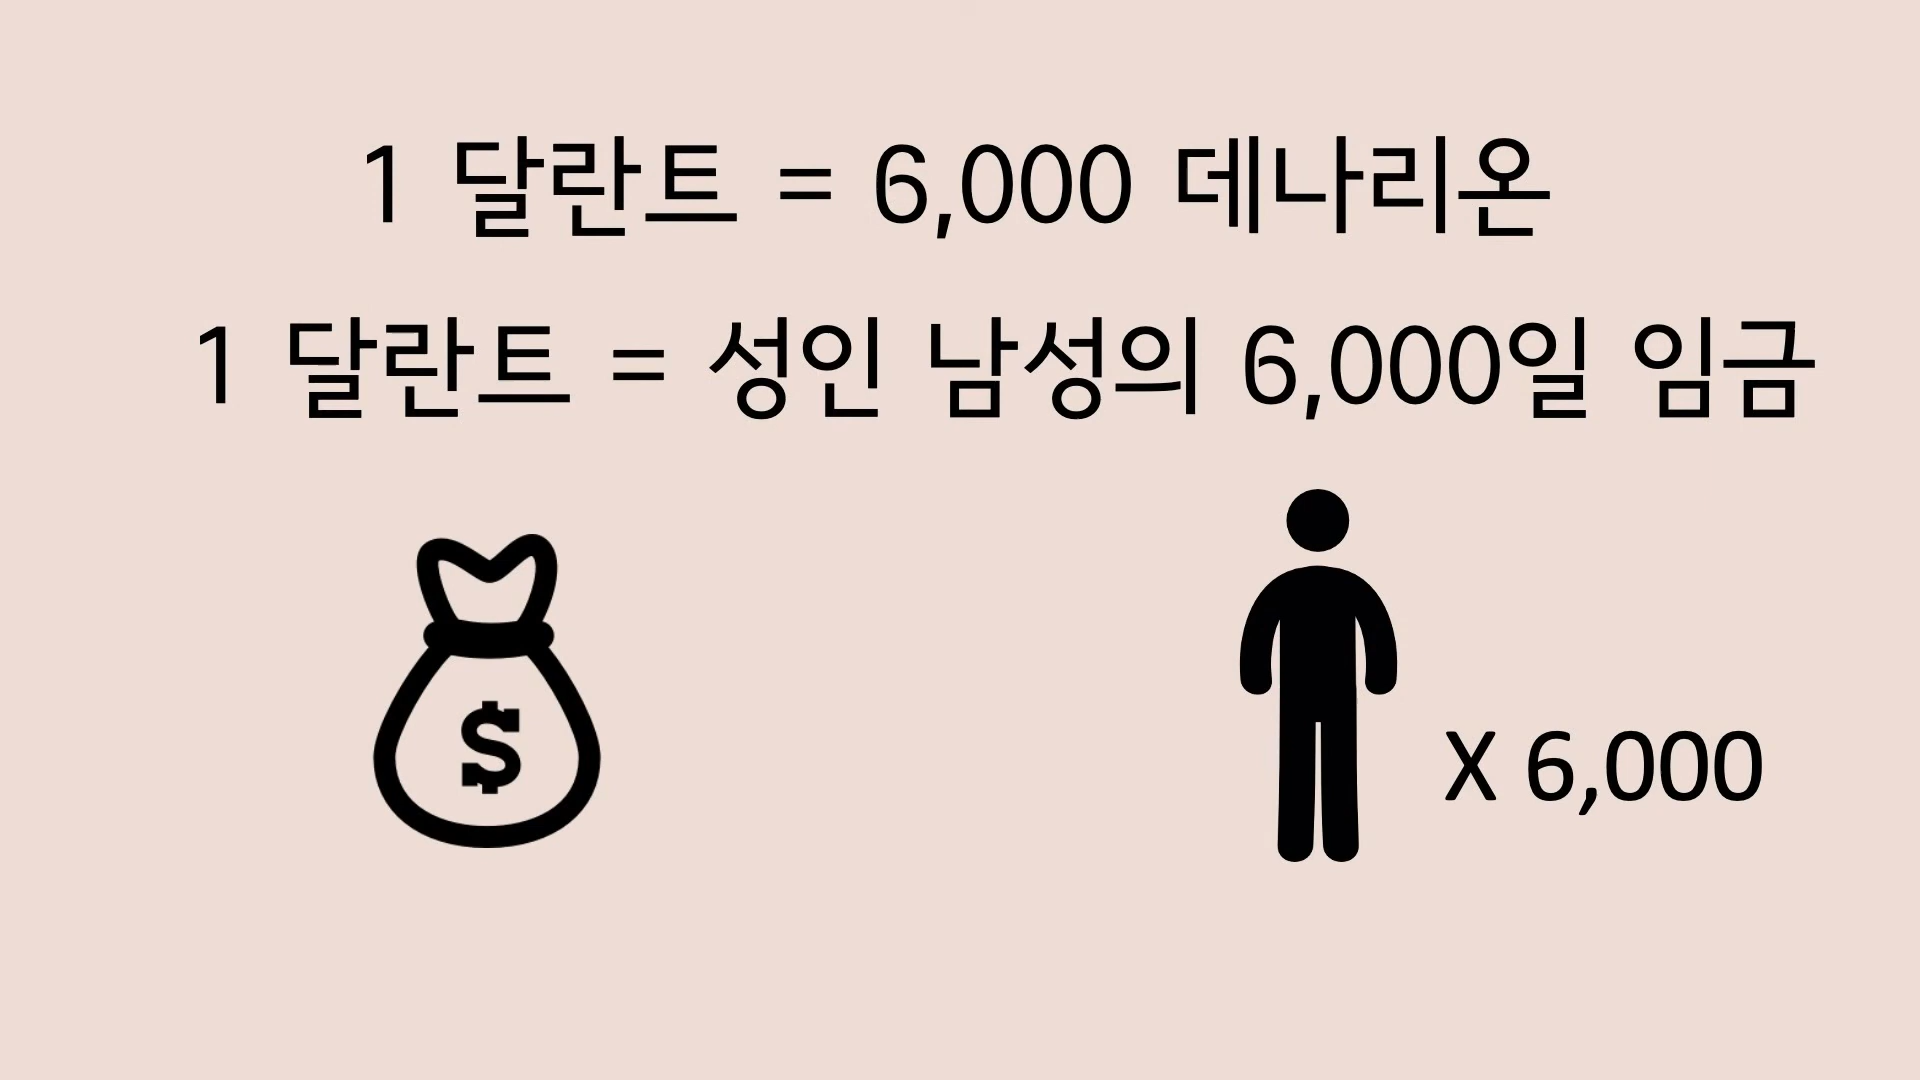 1 달란트 = 6,000 데나리온
1 달란트 = 성인 남성의 6,000일 임금
$
X 6,000